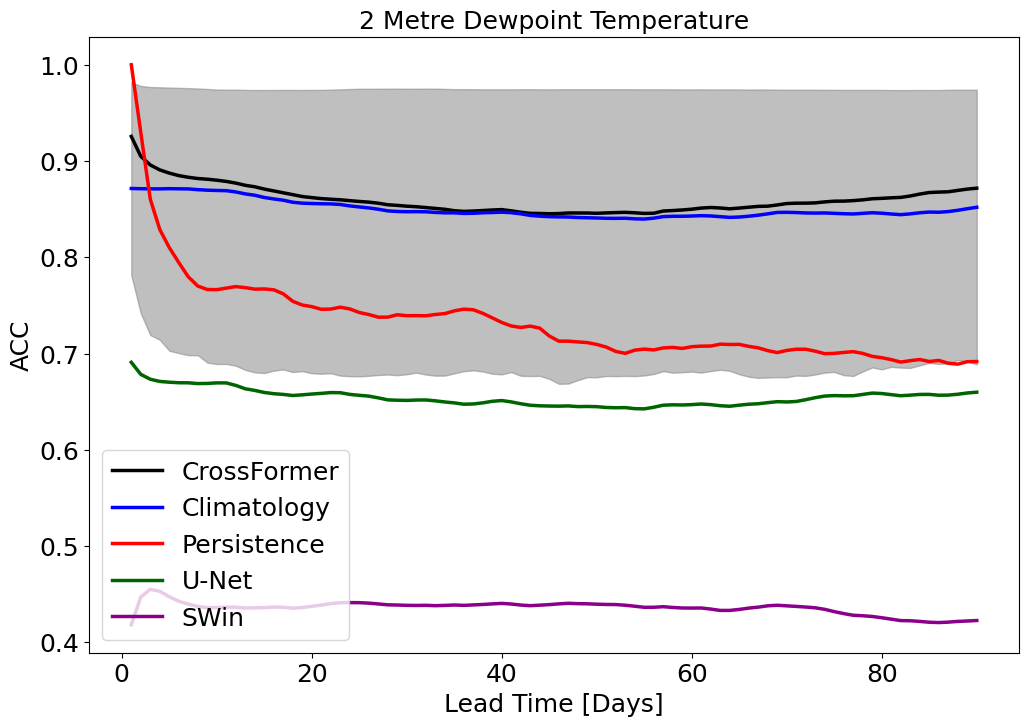 2 Metre Dewpoint Temperature
ACC
1.0
0.9
0.8
0.7
0.6
0.5
0.4
CrossFormer
Climatology
Persistence
U-Net
SWin
0 20 40 60 80
Lead Time [Days]